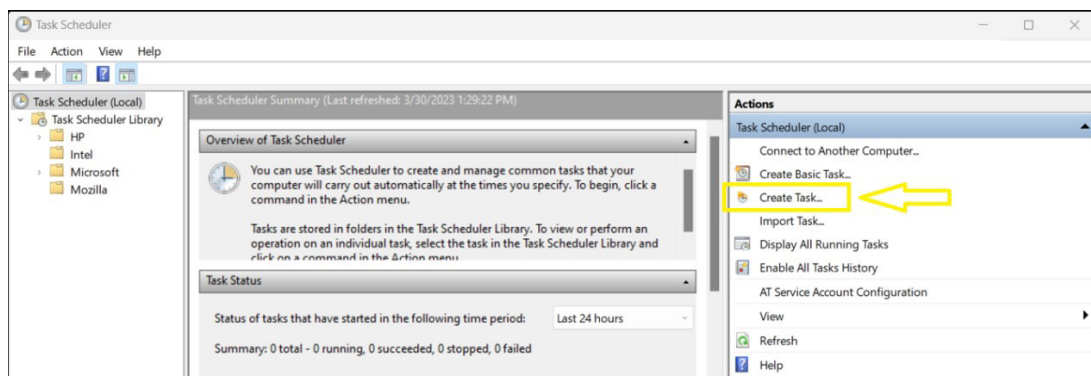 Task Scheduler
File Action View Help
Task Scheduler (Local)
Task Scheduler Library
HP
Intel
Microsoft
Mozilla
Task Scheduler Summary (Last refreshed: 3/30/2023 1:29:22 PM)
Overview of Task Scheduler
You can use Task Scheduler to create and manage common tasks that your
computer will carry out automatically at the times you specify. To begin, click a
command in the Action menu.
Tasks are stored in folders in the Task Scheduler Library. To view or perform an
operation on an individual task, select the task in the Task Scheduler Library and
click on a command in the Action menu
Task Status
Status of tasks that have started in the following time period: Last 24 hours
Summary: 0 total - 0 running, 0 succeeded, 0 stopped, 0 failed
Actions
Task Scheduler (Local)
Connect to Another Computer...
Create Basic Task...
Create Task...
Import Task...
Display All Running Tasks
Enable All Tasks History
AT Service Account Configuration
View
Refresh
Help